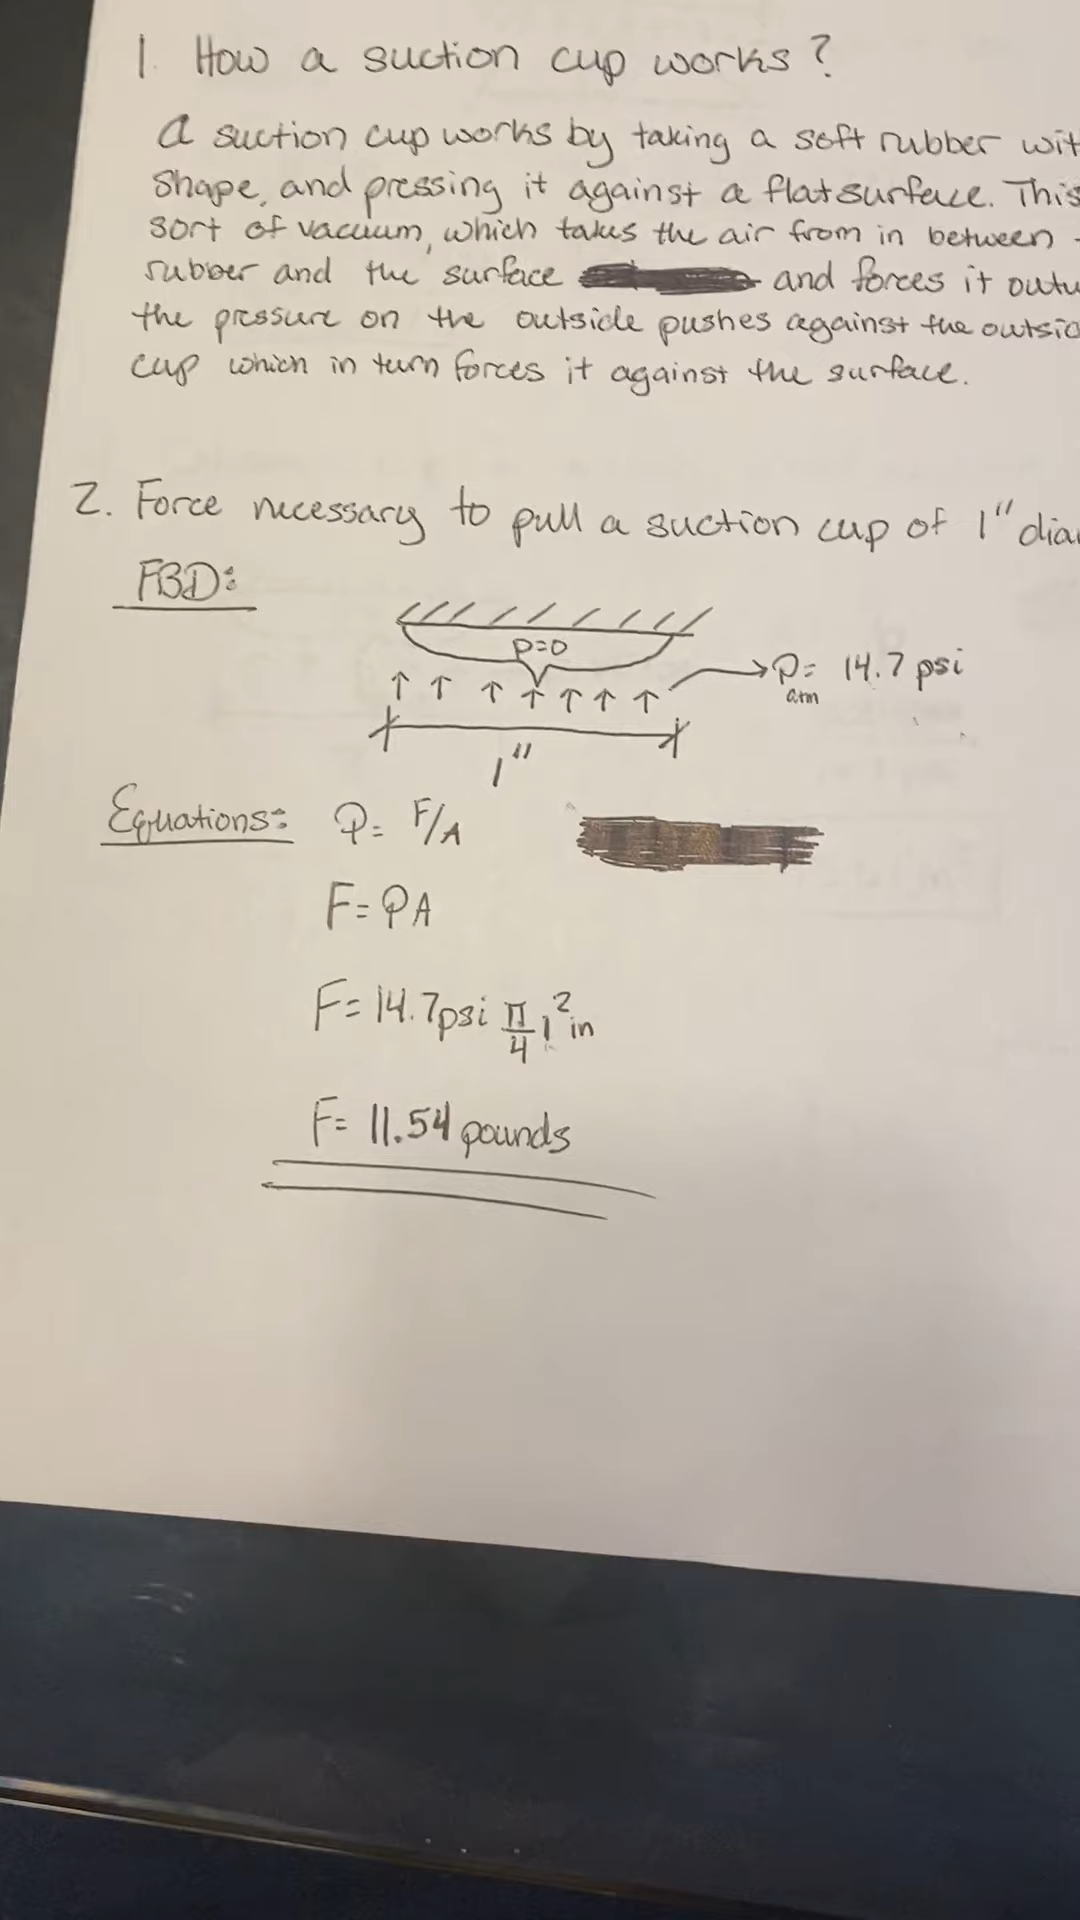 1. How a suction cup works?
A suction cup works by taking a soft rubber
shape, and pressing it against a flat surface. This
sort of vacuum, which takes the air from in between
rubber and the surface and forces it
the pressure on the outside pushes against the
cup which in turn forces it against the surface.
2. Force necessary to pull a suction cup of 1"
FBD:
P=0
P atm = 14.7 psi
1"
Equations: P = F/A
F = PA
F = 14.7psi π/4 1² in
F = 11.54 pounds